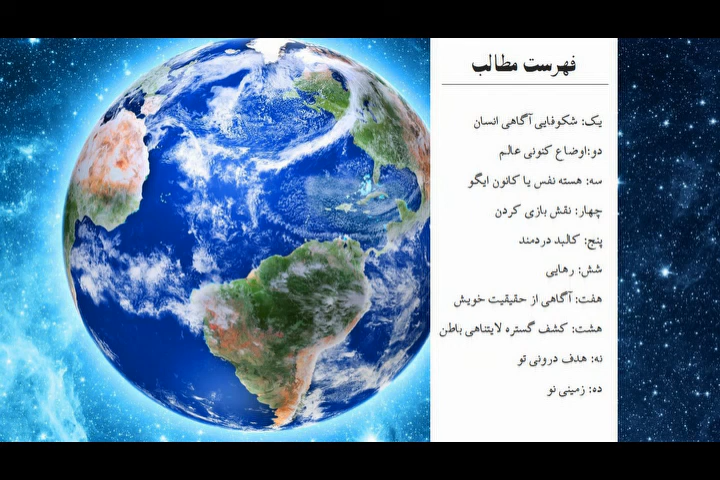 فهرست مطالب
یک: شکوفایی آگاهی انسان
دو:اوضاع کنونی عالم
سه: هسته نفس یا کانون ایگو
چهار: نقش بازی کردن
پنج: کالبد دردمند
شش: رهایی
هفت: آگاهی از حقیقیت خویش
هشت: کشف گستره لایتناهی باطن
نه: هدف درونی تو
ده: زمینی نو